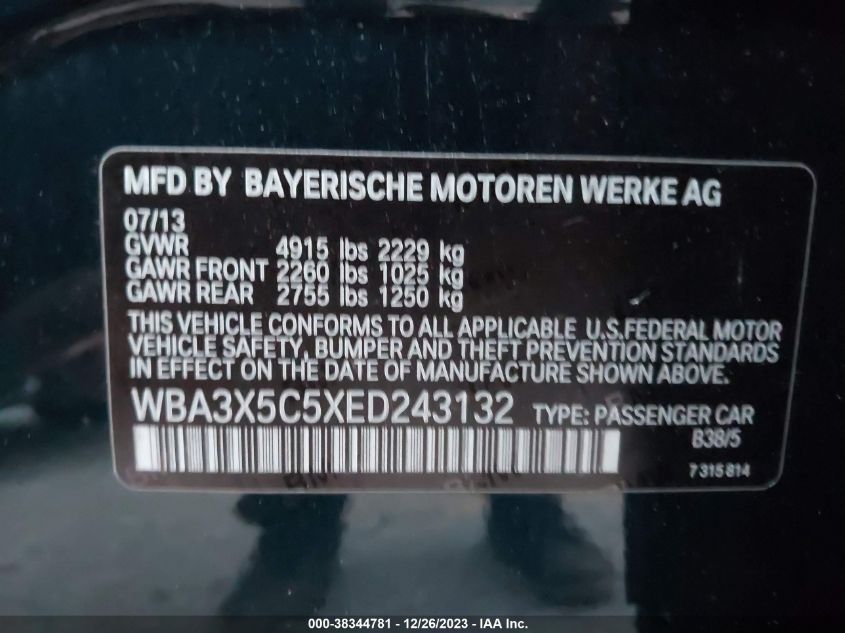 MFD BY BAYERISCHE MOTOREN WERKE AG
07/13
GVWR 4915 lbs 2229 kg
GAWR FRONT 2260 lbs 1025 kg
GAWR REAR 2755 lbs 1250 kg
THIS VEHICLE CONFORMS TO ALL APPLICABLE U.S.FEDERAL MOTOR
VEHICLE SAFETY, BUMPER AND THEFT PREVENTION STANDARDS
IN EFFECT ON THE DATE OF MANUFACTURE SHOWN ABOVE.
WBA3X5C5XED243132 TYPE: PASSENGER CAR
B38/5
7315814
000-38344781 - 12/26/2023 - IAA Inc.